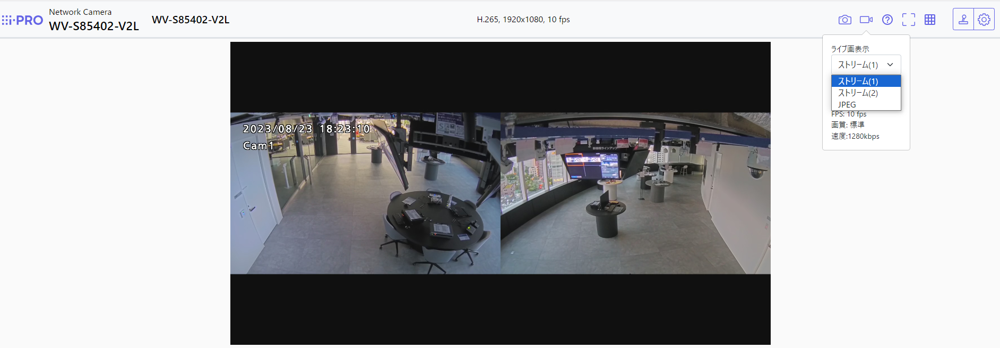 i-PRO
Network Camera
WV-S85402-V2L
WV-S85402-V2L
H.265, 1920x1080, 10 fps
ライブ画表示
ストリーム(1)
ストリーム(1)
ストリーム(2)
JPEG
FPS: 10 fps
画質: 標準
速度:1280kbps
2023/08/23 18:23:10
Cam1